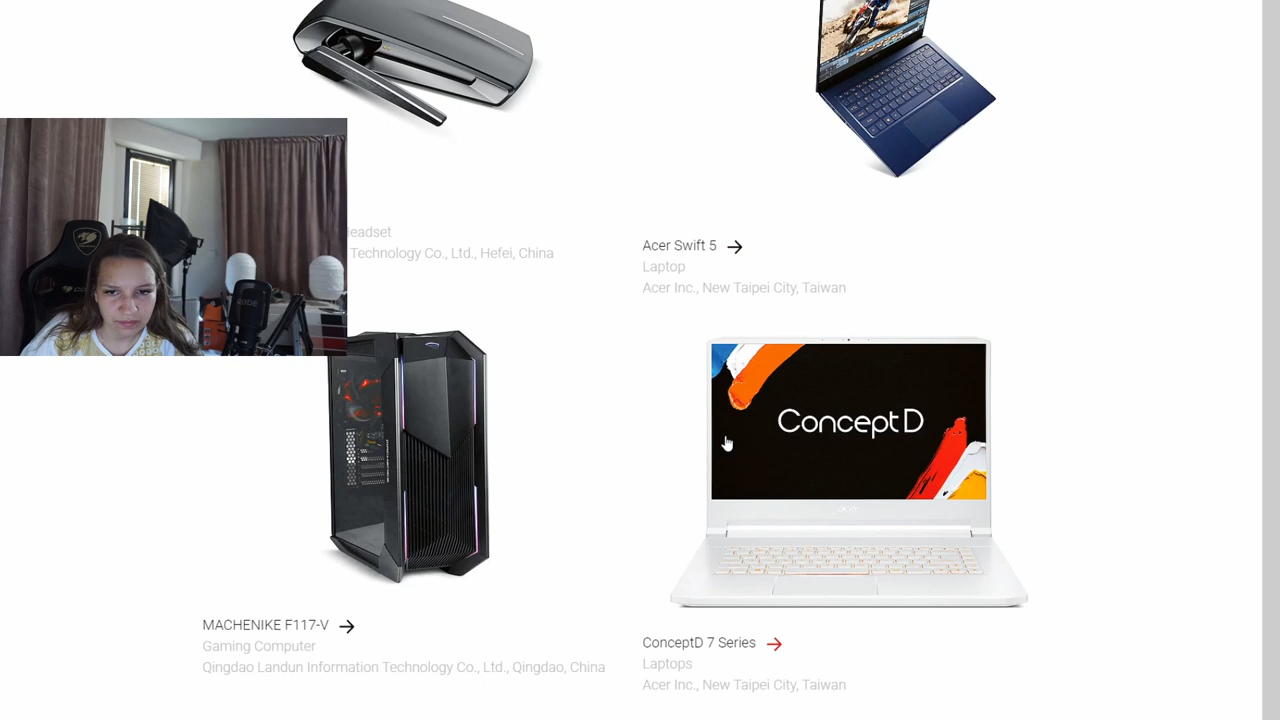 eadset
Technology Co., Ltd., Hefei, China
Acer Swift 5
Laptop
Acer Inc., New Taipei City, Taiwan
RODE
ConceptD
acer
MACHENIKE F117-V
Gaming Computer
Qingdao Landun Information Technology Co., Ltd., Qingdao, China
ConceptD 7 Series
Laptops
Acer Inc., New Taipei City, Taiwan